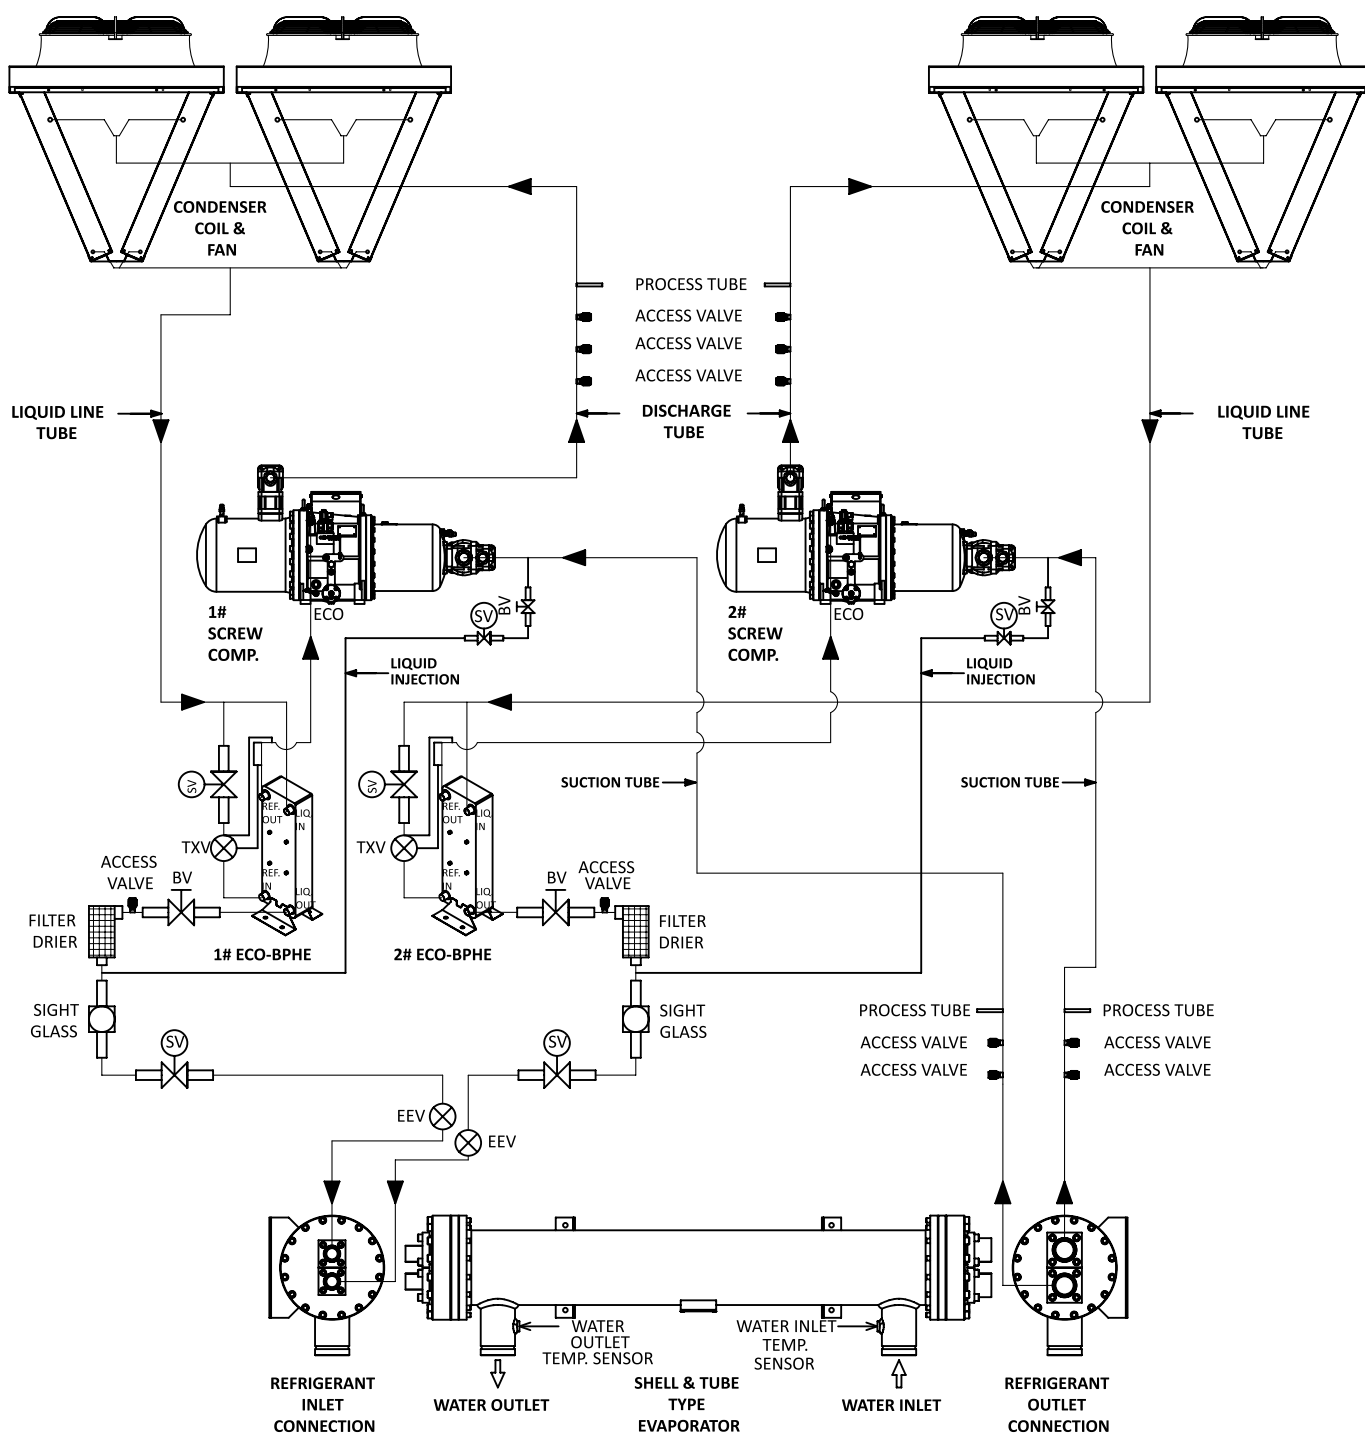 CONDENSER
COIL &
FAN
CONDENSER
COIL &
FAN
PROCESS TUBE
ACCESS VALVE
ACCESS VALVE
ACCESS VALVE
LIQUID LINE
TUBE
DISCHARGE
TUBE
LIQUID LINE
TUBE
1#
SCREW
COMP.
ECO
SV
BV
2#
SCREW
COMP.
ECO
SV
BV
LIQUID
INJECTION
LIQUID
INJECTION
SUCTION TUBE
SUCTION TUBE
SV
REF.
OUT
LIQ.
IN
TXV
REF.
IN
LIQ.
OUT
SV
REF.
OUT
LIQ.
IN
TXV
REF.
IN
LIQ.
OUT
ACCESS
VALVE
BV
BV
ACCESS
VALVE
FILTER
DRIER
FILTER
DRIER
1# ECO-BPHE
2# ECO-BPHE
SIGHT
GLASS
SV
SV
SIGHT
GLASS
PROCESS TUBE
ACCESS VALVE
ACCESS VALVE
PROCESS TUBE
ACCESS VALVE
ACCESS VALVE
EEV
EEV
WATER
OUTLET
TEMP. SENSOR
WATER INLET
TEMP.
SENSOR
REFRIGERANT
INLET
CONNECTION
WATER OUTLET
SHELL & TUBE
TYPE
EVAPORATOR
WATER INLET
REFRIGERANT
OUTLET
CONNECTION